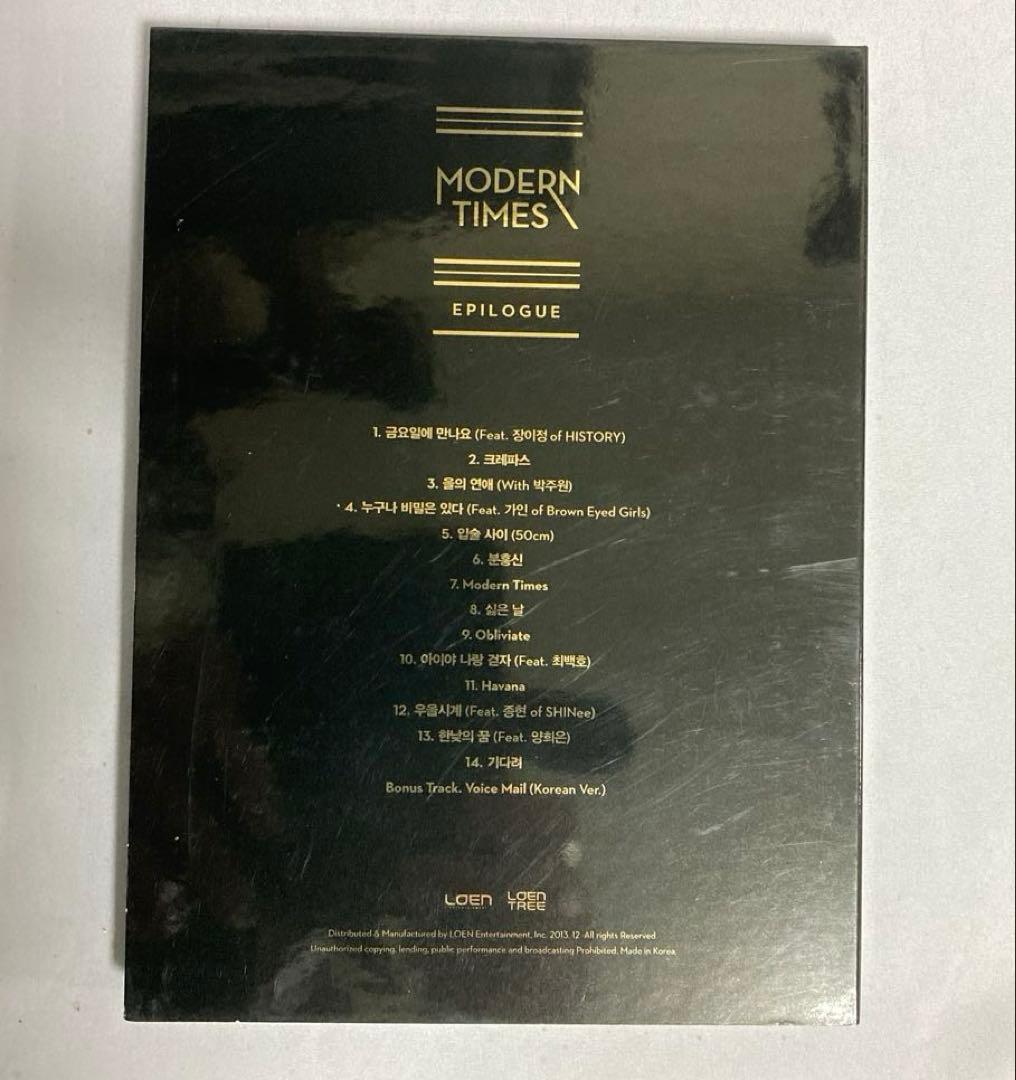 MODERN
TIMES
EPILOGUE
1. 금요일에 만나요 (Feat. 장이정 of HISTORY)
2. 크레파스
3. 을의 연애 (With 박주원)
4. 누구나 비밀은 있다 (Feat. 가인 of Brown Eyed Girls)
5. 입술 사이 (50cm)
6. 분홍신
7. Modern Times
8. 싫은 날
9. Obliviate
10. 아이야 나랑 걷자 (Feat. 최백호)
11. Havana
12. 우울시계 (Feat. 종현 of SHINee)
13. 한낮의 꿈 (Feat. 양희은)
14. 기다려
Bonus Track. Voice Mail (Korean Ver.)
LOEN LOEN
TREE
Distributed & Manufactured by LOEN Entertainment, Inc. 2013. 12. All rights Reserved.
Unauthorized copying, lending, public performance and broadcasting Prohibited. Made in Korea.